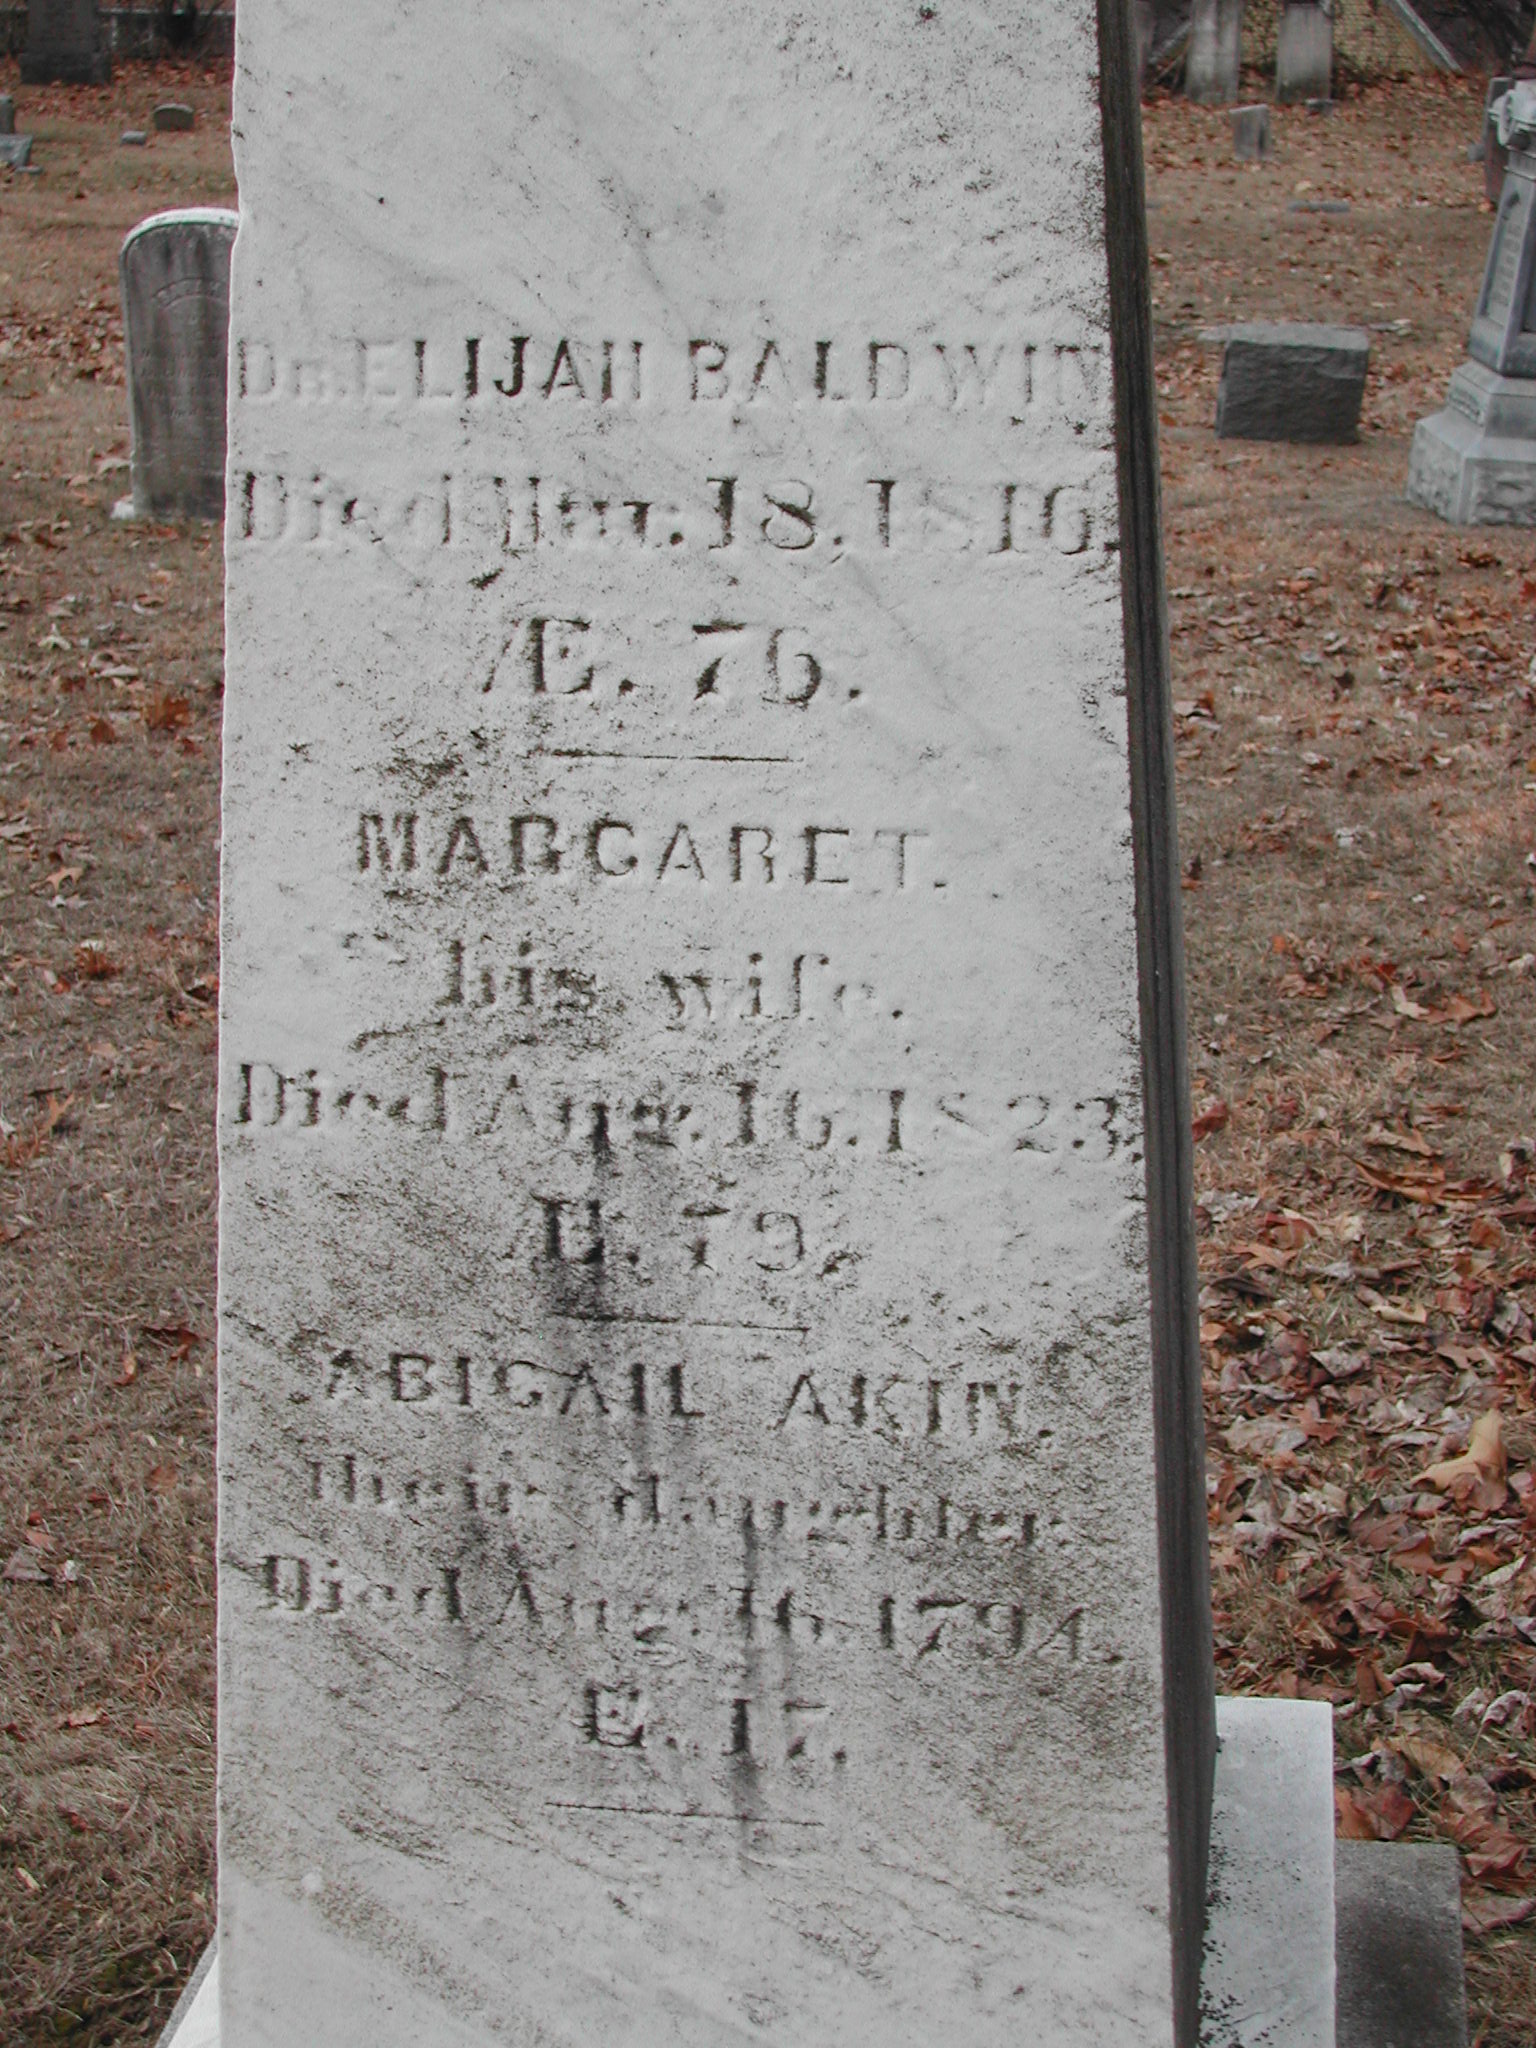 DR. ELIJAH BALDWIN
Died Mar. 18, 1816.
Æ. 76.
MARGARET.
his wife.
Died Aug. 16. 1823.
Æ. 79.
ABIGAIL AKIN.
their daughter.
Died Aug. 16. 1794.
Æ. 17.